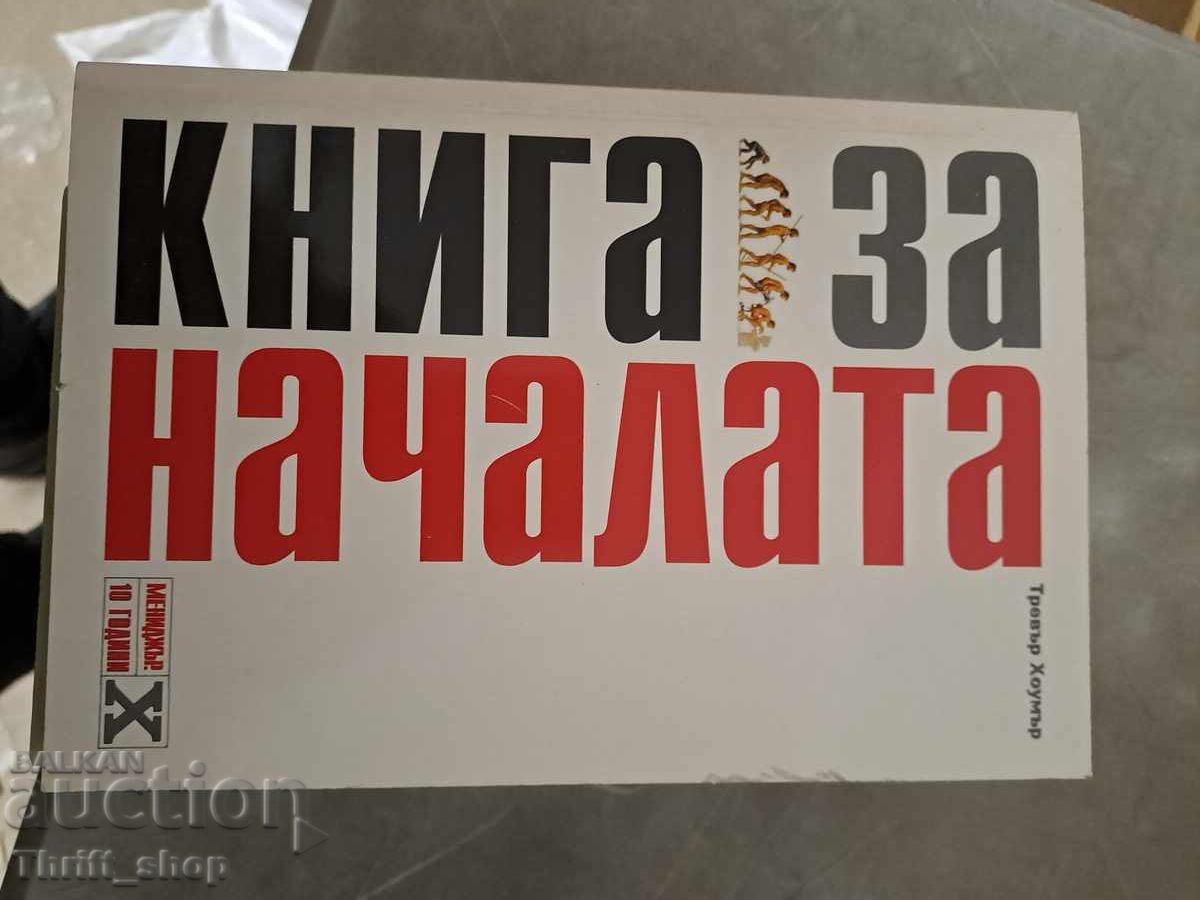 КНИГА ЗА
НАЧАЛАТА
Тревър Хоумър
МЕНИДЖЪР
10 ГОДИНИ
X
BALKAN
auction
Thrift_shop